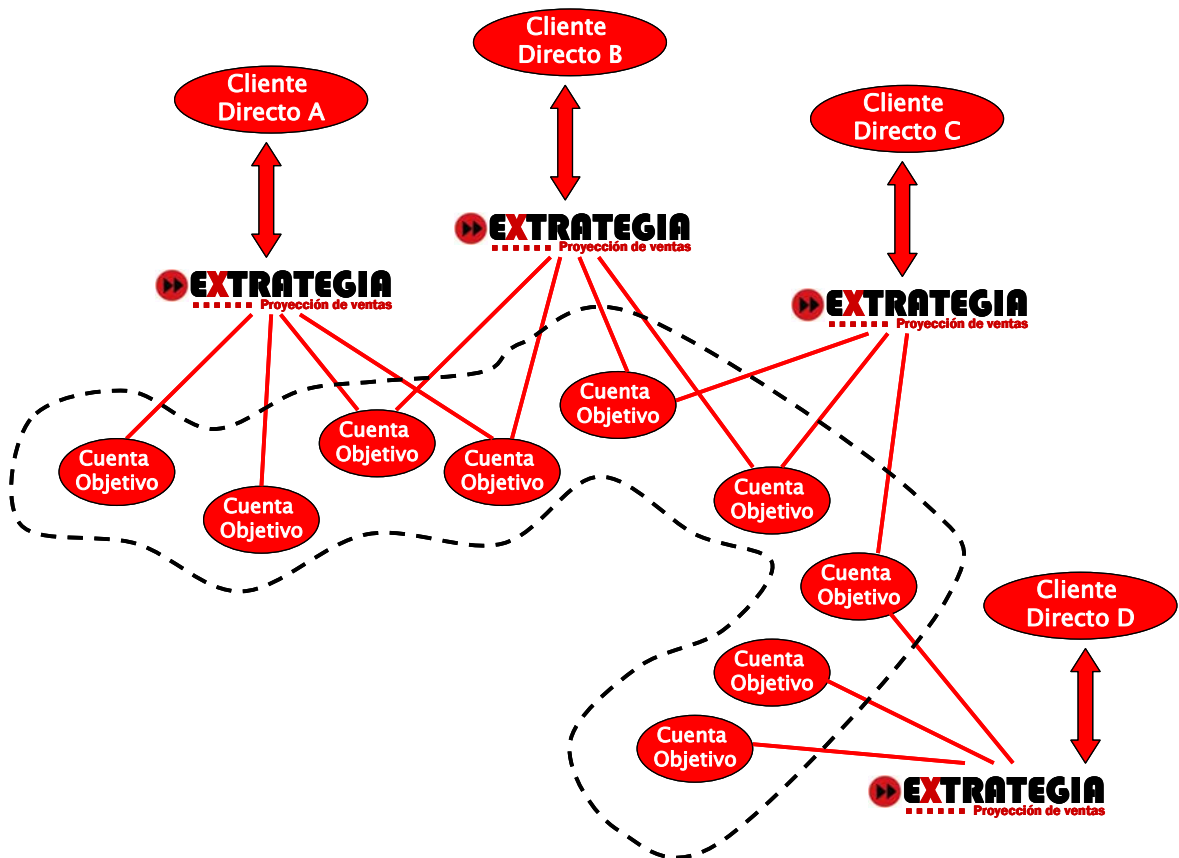 Cliente
Directo B
Cliente
Directo A
Cliente
Directo C
EXTRATEGIA
Proyección de ventas
EXTRATEGIA
Proyección de ventas
EXTRATEGIA
Proyección de ventas
Cuenta
Objetivo
Cuenta
Objetivo
Cuenta
Objetivo
Cuenta
Objetivo
Cuenta
Objetivo
Cuenta
Objetivo
Cuenta
Objetivo
Cliente
Directo D
Cuenta
Objetivo
Cuenta
Objetivo
EXTRATEGIA
Proyección de ventas